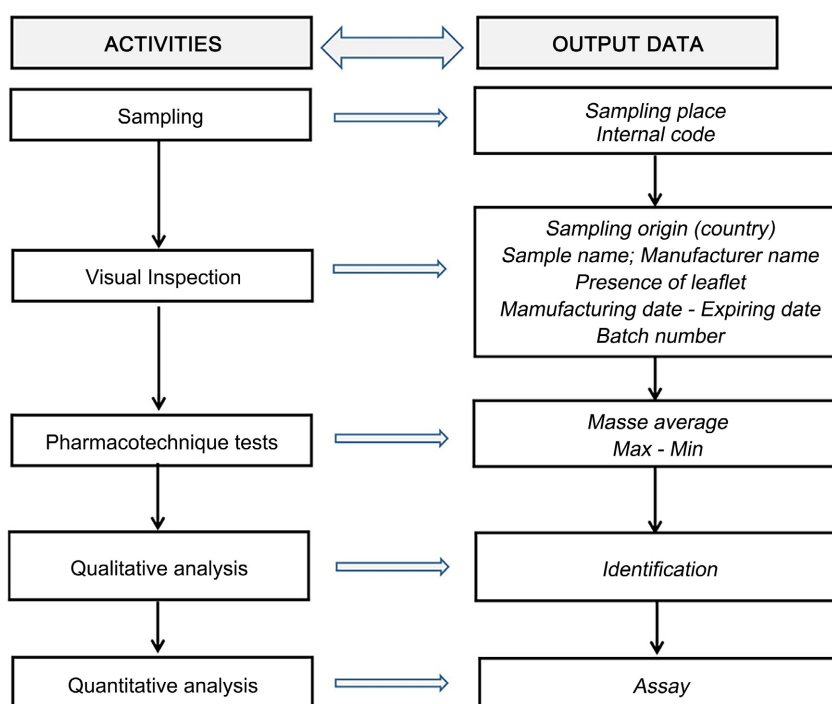 ACTIVITIES
OUTPUT DATA
Sampling
Sampling place
Internal code
Visual Inspection
Sampling origin (country)
Sample name; Manufacturer name
Presence of leaflet
Mamufacturing date - Expiring date
Batch number
Pharmacotechnique tests
Masse average
Max - Min
Qualitative analysis
Identification
Quantitative analysis
Assay